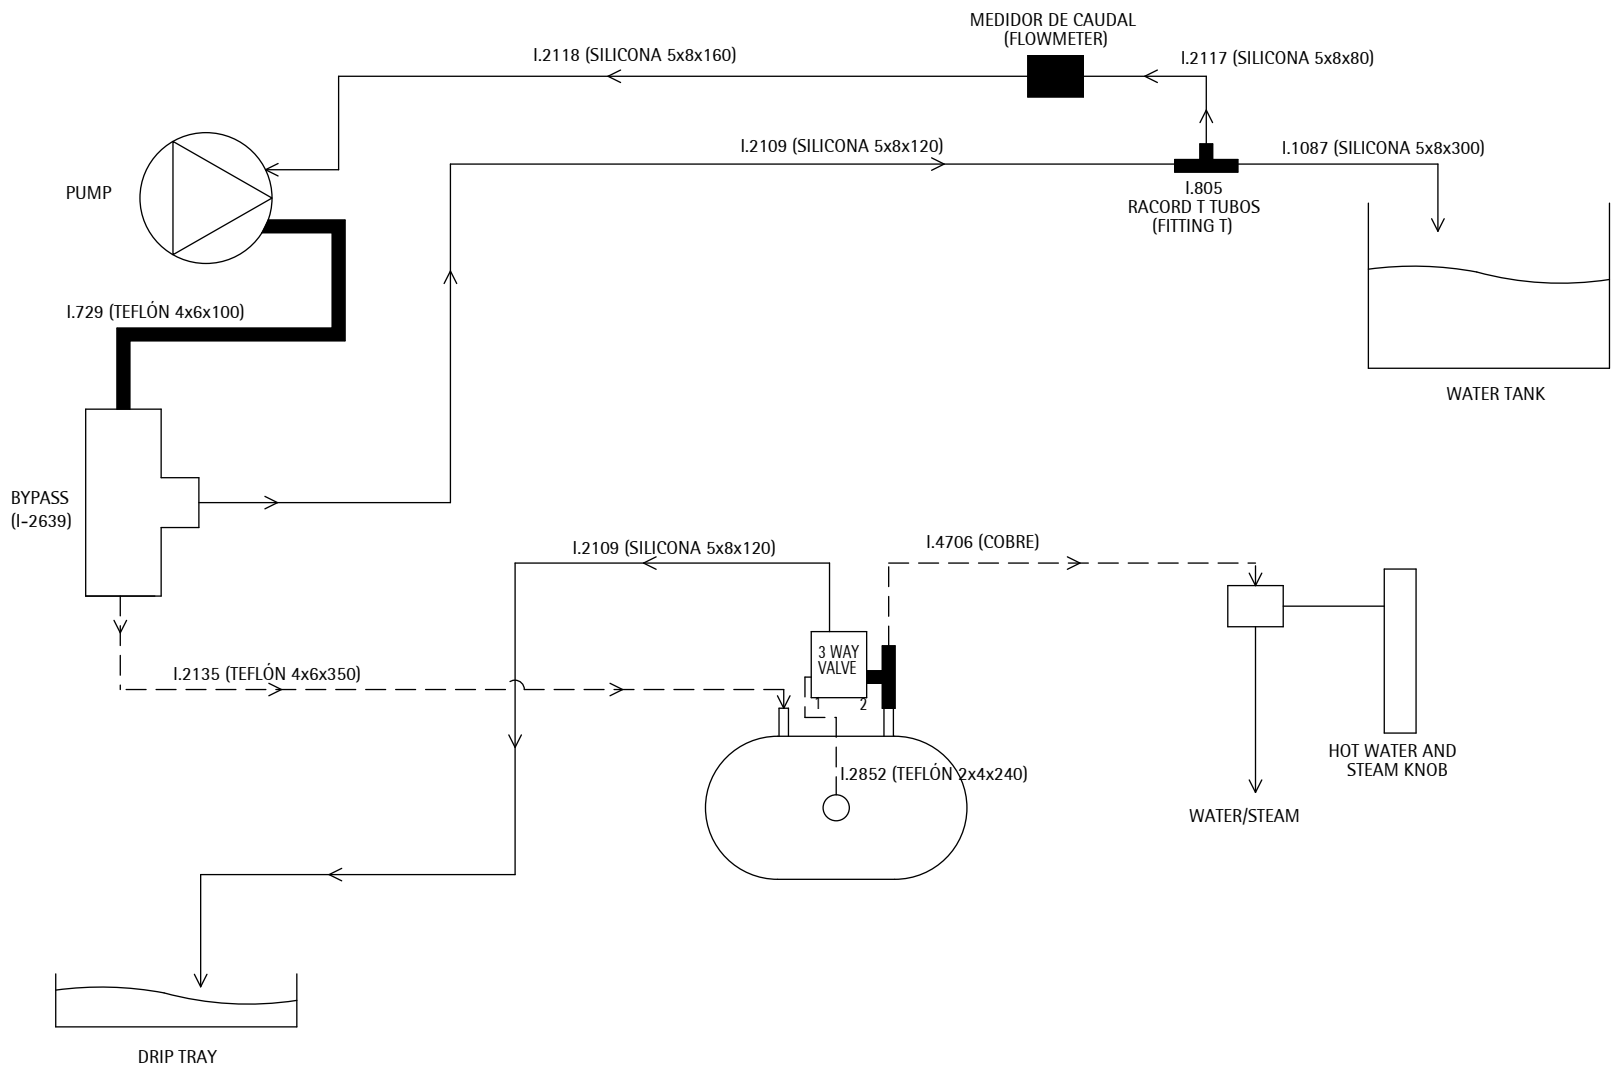 MEDIDOR DE CAUDAL
(FLOWMETER)
I.2118 (SILICONA 5x8x160)
I.2117 (SILICONA 5x8x80)
I.2109 (SILICONA 5x8x120)
I.1087 (SILICONA 5x8x300)
PUMP
I.805
RACORD T TUBOS
(FITTING T)
I.729 (TEFLÓN 4x6x100)
WATER TANK
BYPASS
(I-2639)
I.2109 (SILICONA 5x8x120)
I.4706 (COBRE)
3 WAY
VALVE
I.2135 (TEFLÓN 4x6x350)
1
2
HOT WATER AND
STEAM KNOB
I.2852 (TEFLÓN 2x4x240)
WATER/STEAM
DRIP TRAY